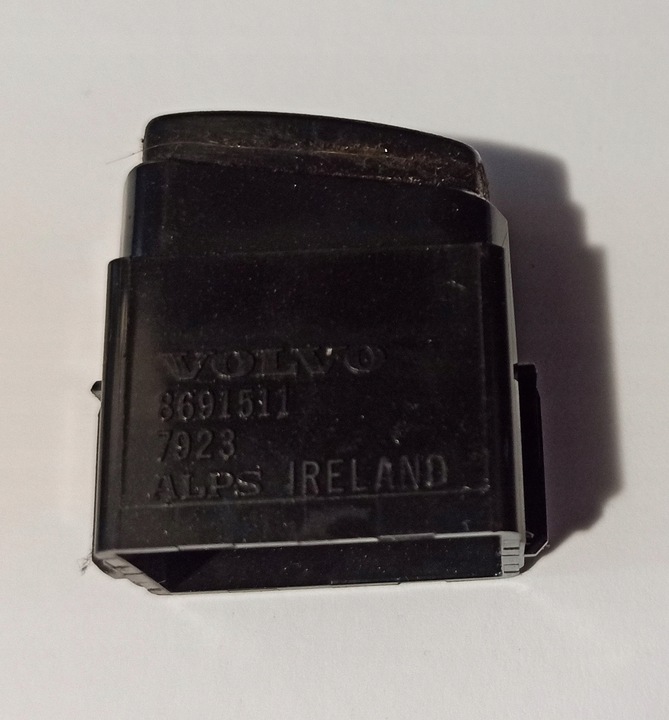 VOLVO
8691511
7923
ALPS IRELAND